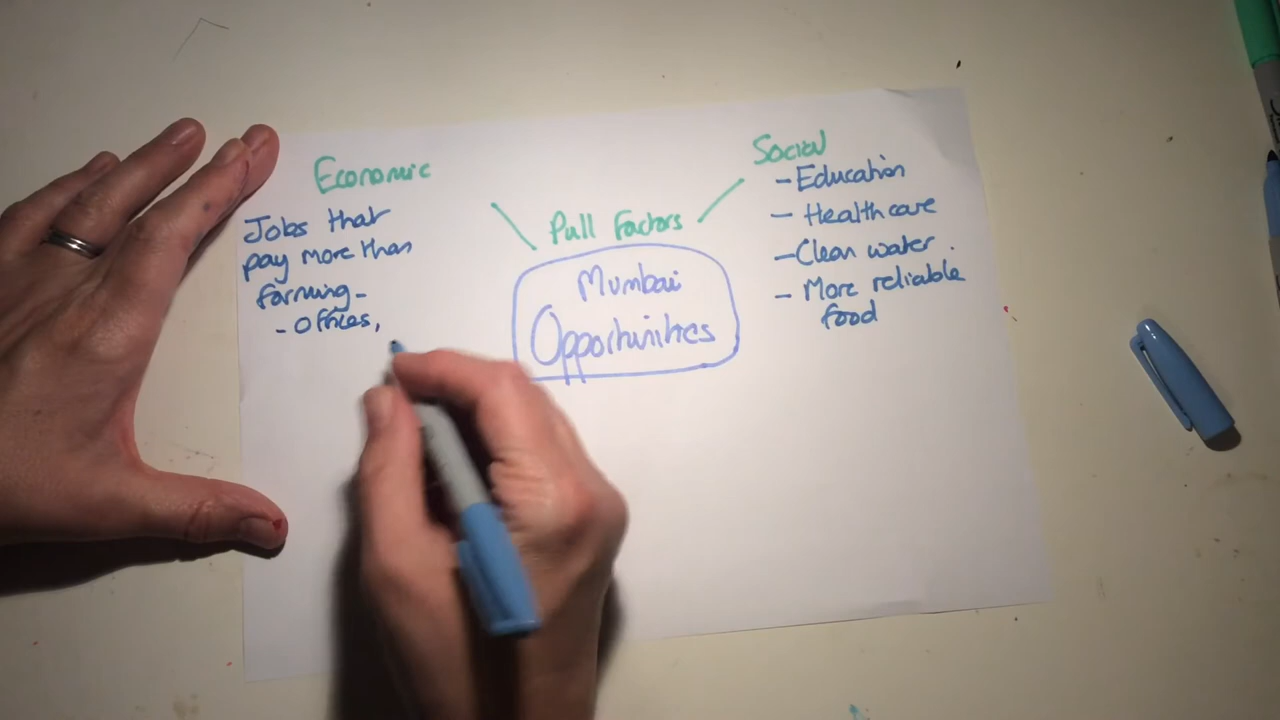 Economic
Jobs that
pay more than
farming-
- Offices,
Pull Factors
Mumbai
Opportunities
Social
- Education
- Healthcare
- Clean water.
- More reliable
food